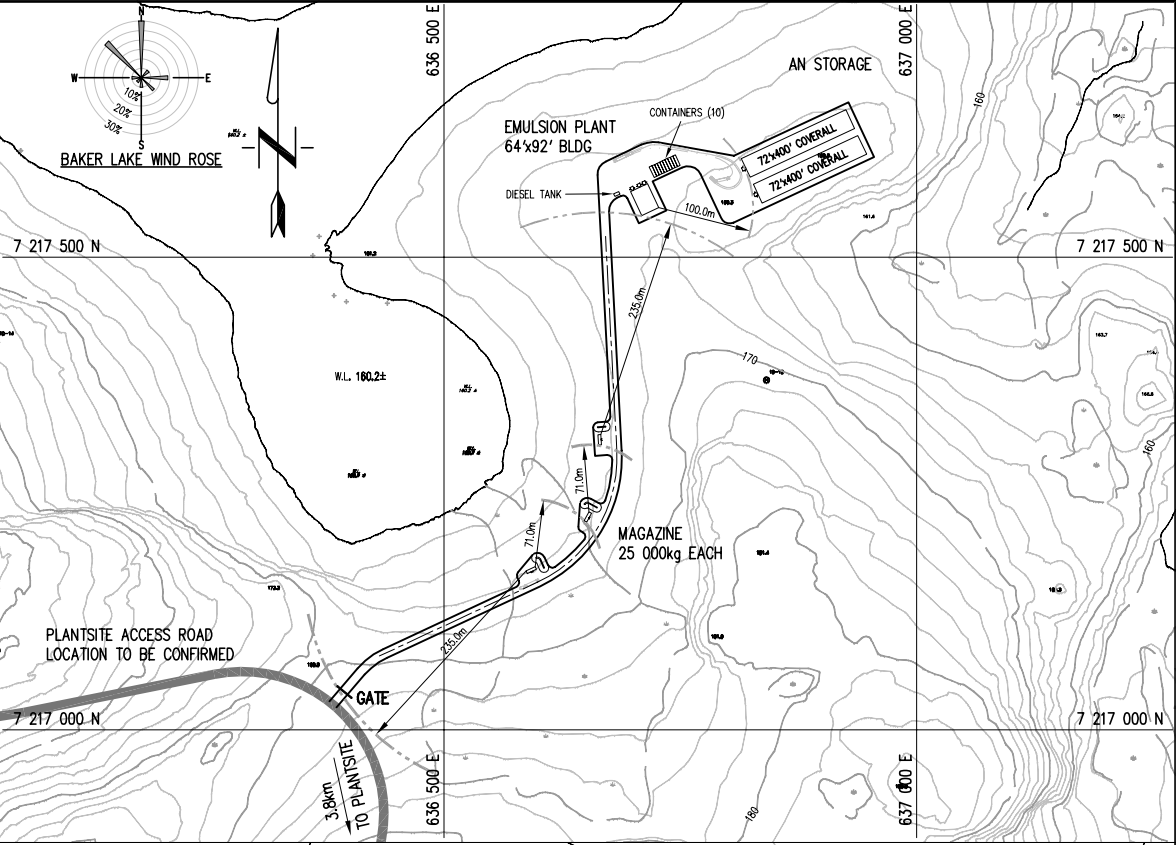 N
W
E
S
10%
20%
30%
BAKER LAKE WIND ROSE
636 500 E
637 000 E
AN STORAGE
CONTAINERS (10)
EMULSION PLANT
64'x92' BLDG
72'x400' COVERALL
72'x400' COVERALL
DIESEL TANK
100.0m
160
7 217 500 N
7 217 500 N
235.0m
170
W.L. 160.2±
160
71.0m
71.0m
MAGAZINE
25 000kg EACH
235.0m
PLANTSITE ACCESS ROAD
LOCATION TO BE CONFIRMED
GATE
7 217 000 N
7 217 000 N
3.8km
TO PLANTSITE
636 500 E
637 000 E
180